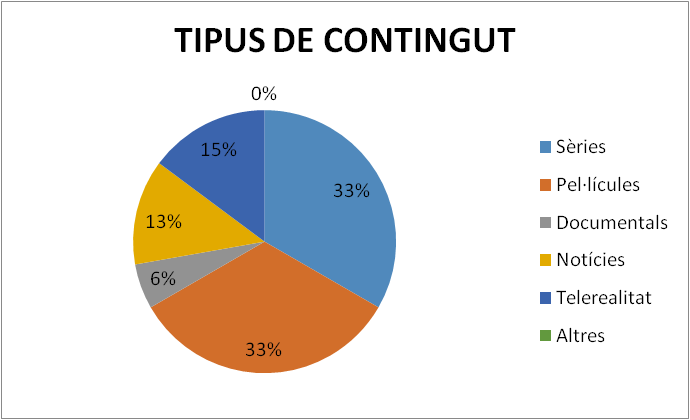 TIPUS DE CONTINGUT
0%
15%
33%
13%
6%
33%
Sèries
Pel·lícules
Documentals
Notícies
Telerealitat
Altres